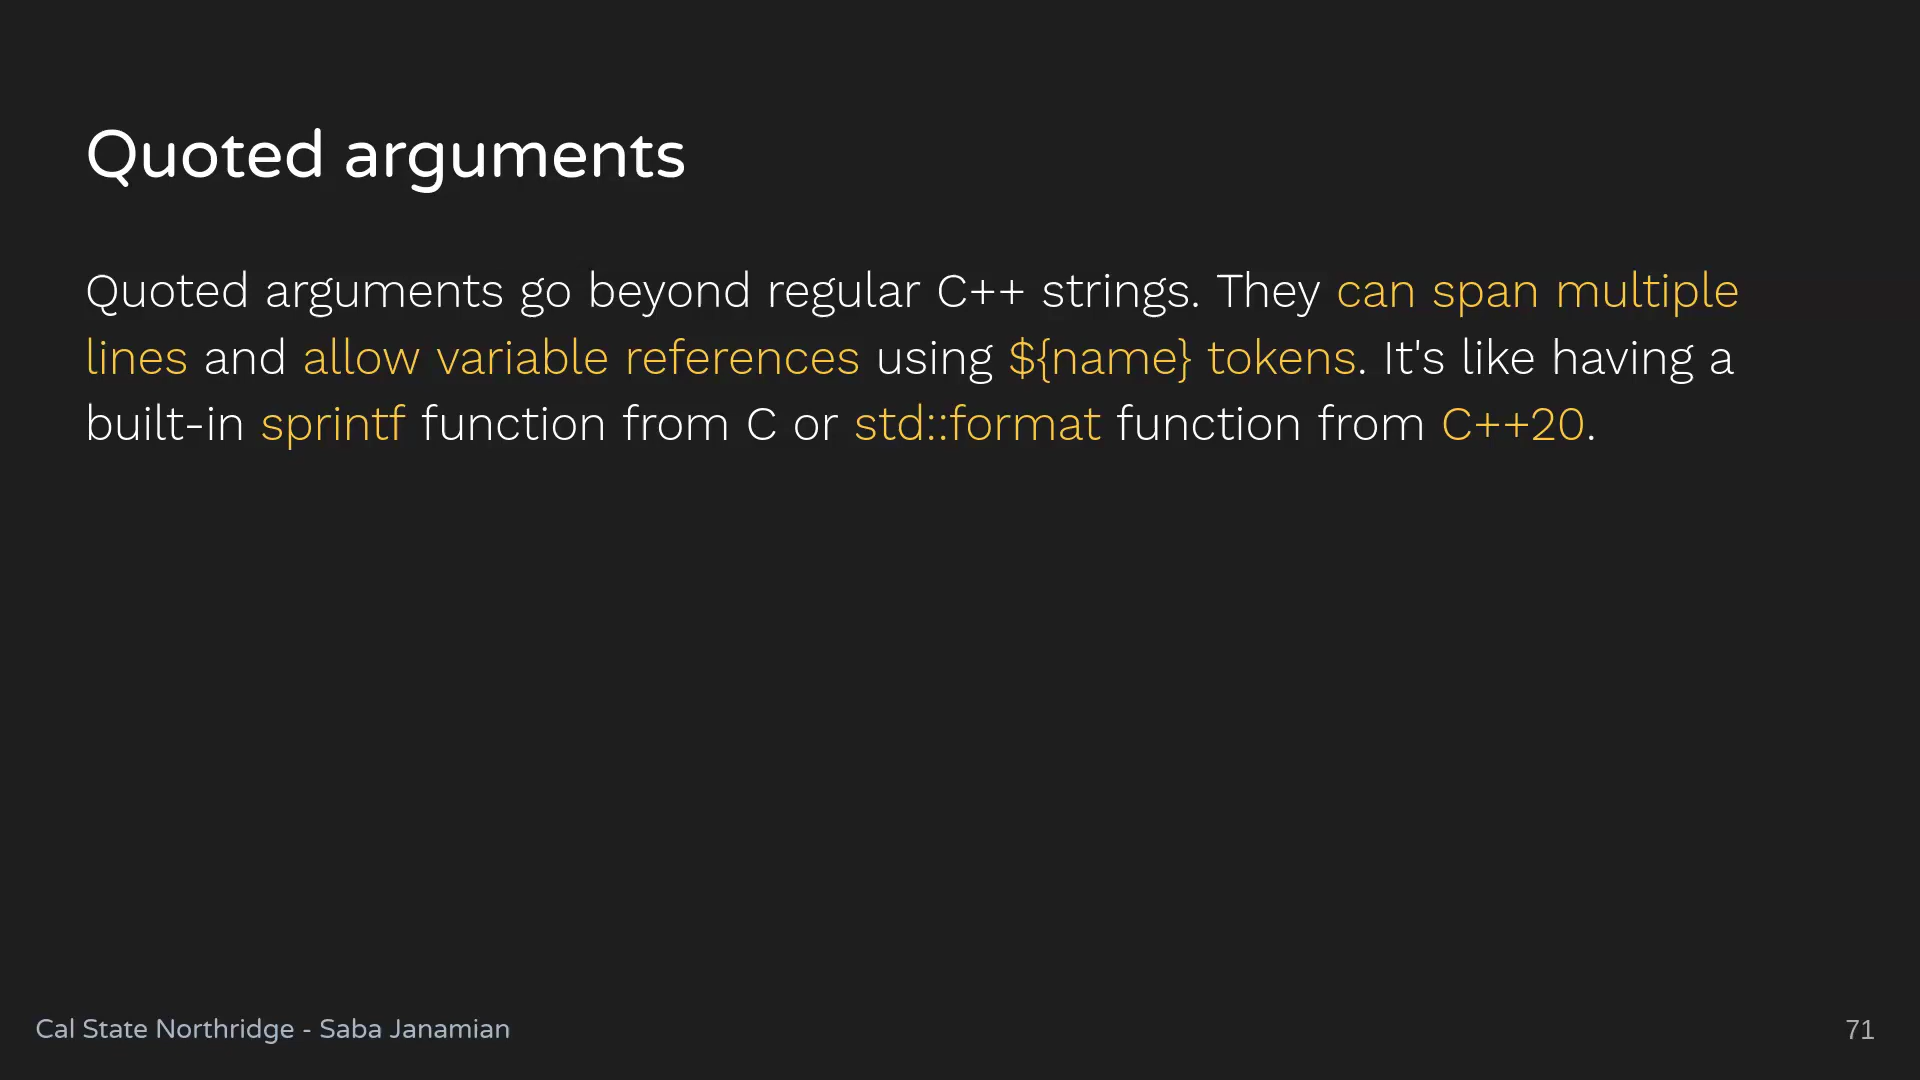 Quoted arguments
Quoted arguments go beyond regular C++ strings. They can span multiple
lines and allow variable references using ${name} tokens. It's like having a
built-in sprintf function from C or std::format function from C++20.
Cal State Northridge - Saba Janamian
71